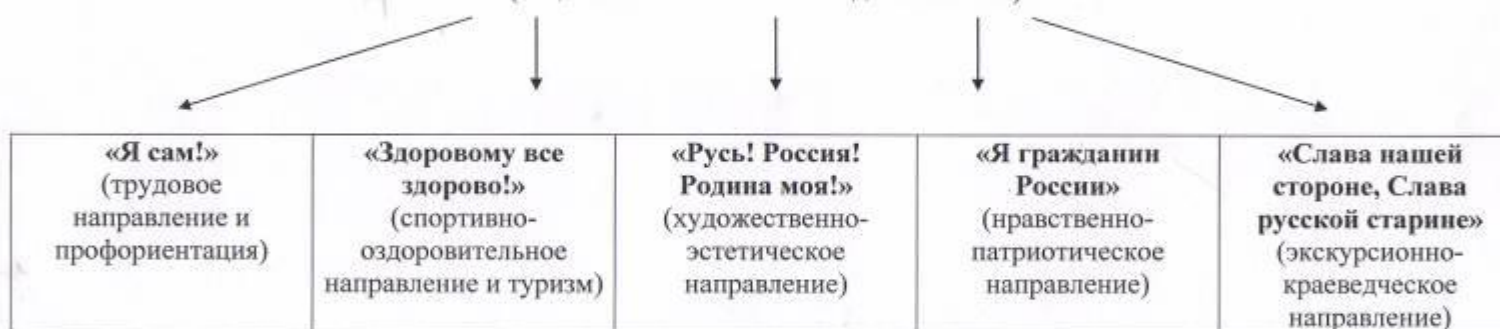 «Я сам!»
(трудовое
направление и
профориентация)
«Здоровому все
здорово!»
(спортивно-
оздоровительное
направление и туризм)
«Русь! Россия!
Родина моя!»
(художественно-
эстетическое
направление)
«Я гражданин
России»
(нравственно-
патриотическое
направление)
«Слава нашей
стороне, Слава
русской старине»
(экскурсионно-
краеведческое
направление)